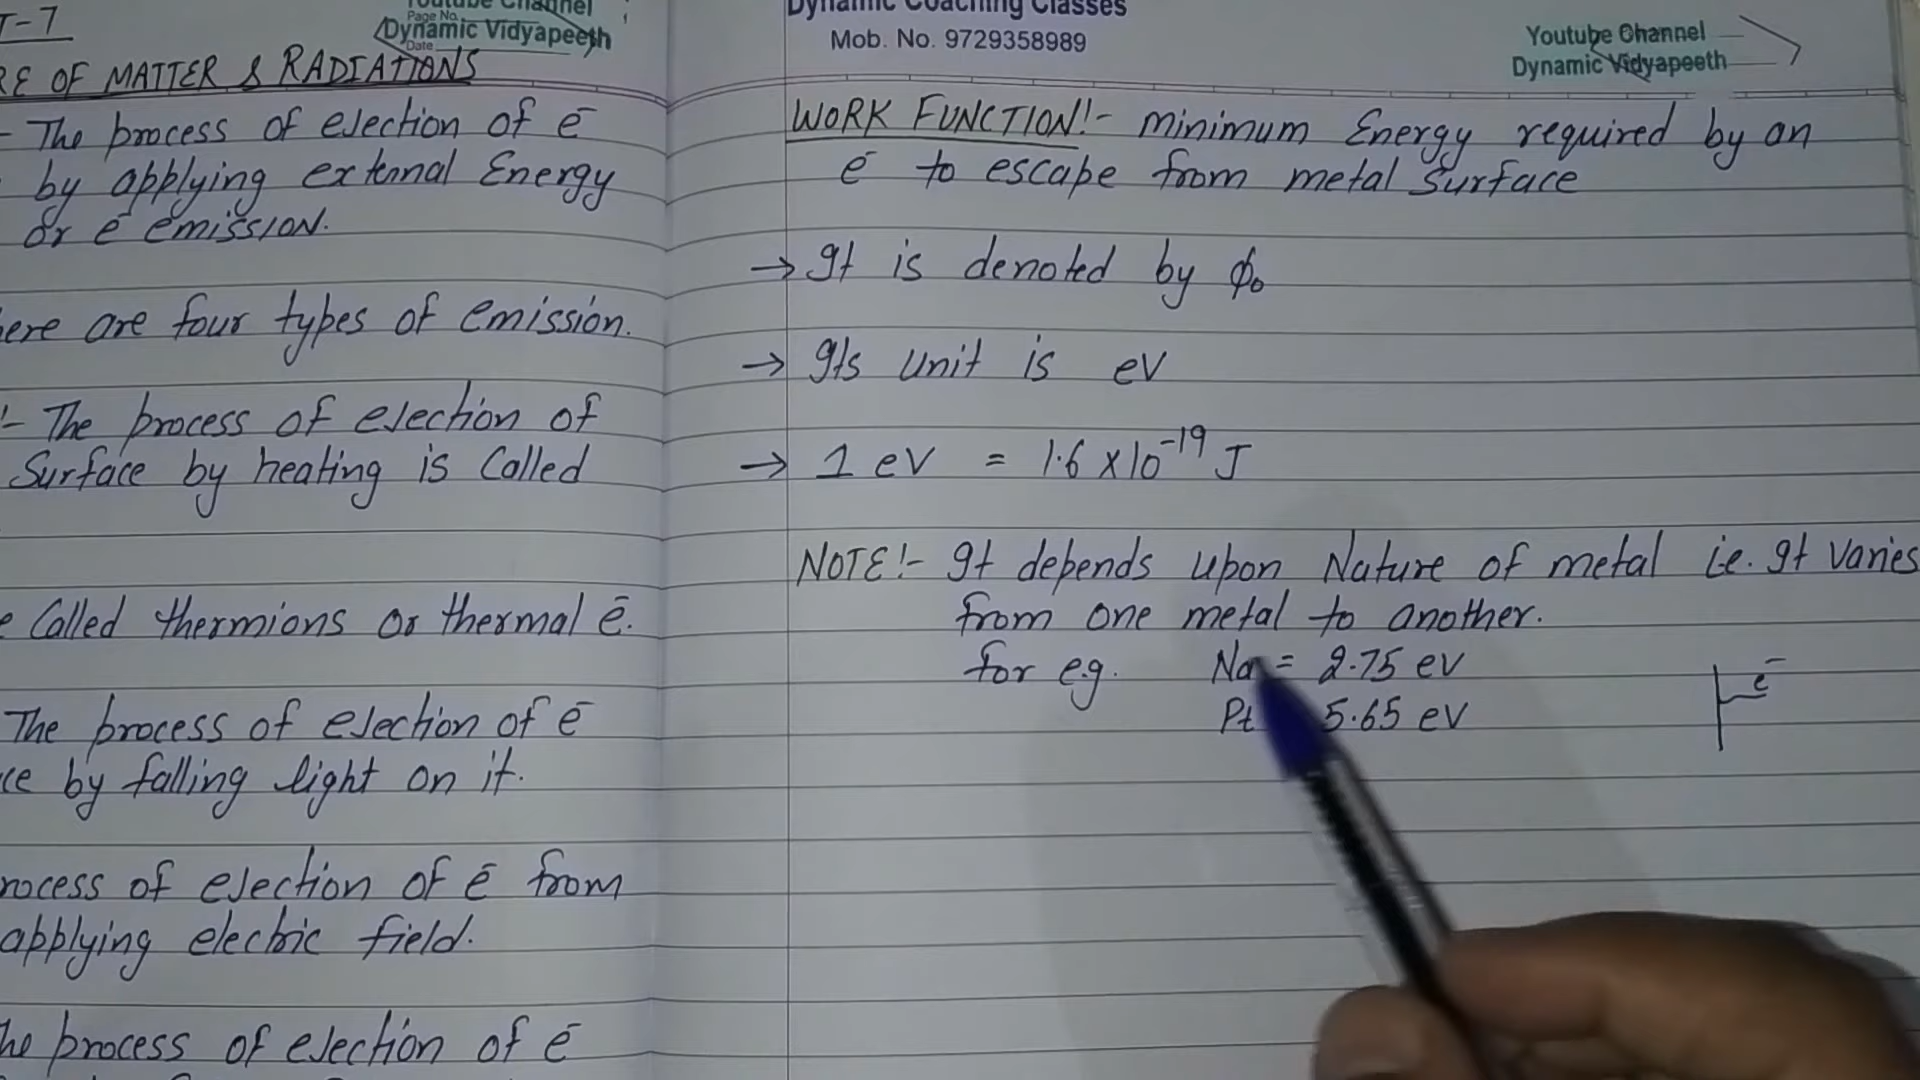 T-7
Youtube Channel
Page No.
Dynamic Vidyapeeth
Date
RE OF MATTER & RADIATIONS
- The process of ejection of ē
by applying external Energy
or ē emission.
here are four types of emission.
!- The process of ejection of
Surface by heating is Called
e Called thermions or thermal ē.
The process of ejection of ē
ce by falling light on it.
rocess of ejection of ē from
applying electric field.
he process of ejection of ē
Dynamic Coaching Classes
Mob. No. 9729358989
Youtube Channel
Dynamic Vidyapeeth
WORK FUNCTION!- minimum Energy required by an
ē to escape from metal Surface
→ It is denoted by ϕ₀
→ Its unit is eV
→ 1 eV = 1.6 × 10⁻¹⁹ J
NOTE!- It depends upon Nature of metal i.e. It varies
from one metal to another.
for e.g. Na = 2.75 eV
Pt 5.65 eV
ē